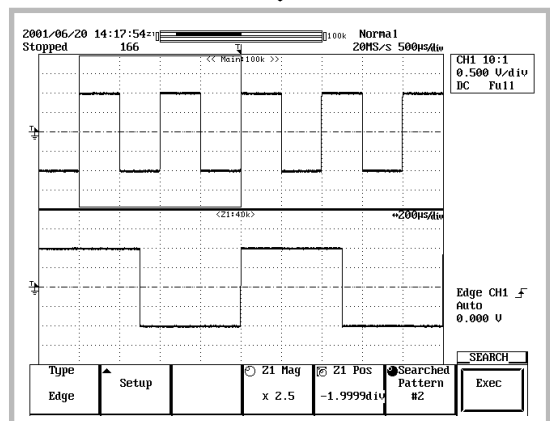 2001/06/20 14:17:54 100k Normal
Stopped 166 20MS/s 500µs/div
<< Main:100k >>
CH1 10:1
0.500 V/div
DC Full
<Z1:40k>
200µs/div
Edge CH1
Auto
0.000 V
SEARCH
Type
Edge
Setup
Z1 Mag
x 2.5
Z1 Pos
-1.9999div
Searched
Pattern
#2
Exec